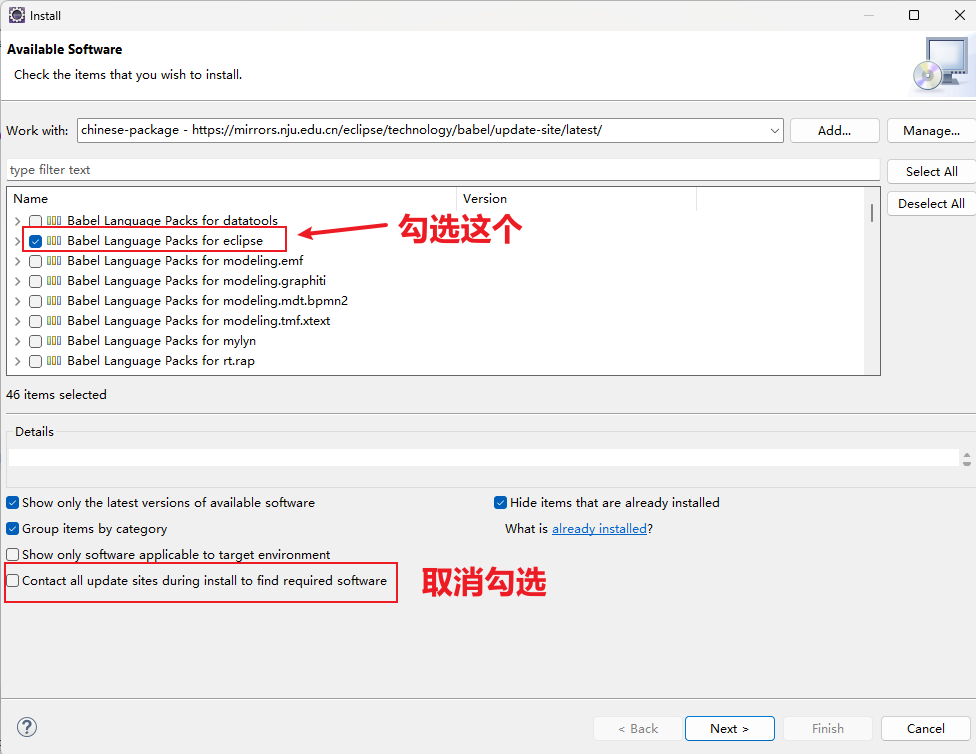 Install
Available Software
Check the items that you wish to install.
Work with: chinese-package - https://mirrors.nju.edu.cn/eclipse/technology/babel/update-site/latest/ Add... Manage...
type filter text
Select All
Name Version
Deselect All
Babel Language Packs for datatools
Babel Language Packs for eclipse
勾选这个
Babel Language Packs for modeling.emf
Babel Language Packs for modeling.graphiti
Babel Language Packs for modeling.mdt.bpmn2
Babel Language Packs for modeling.tmf.xtext
Babel Language Packs for mylyn
Babel Language Packs for rt.rap
46 items selected
Details
Show only the latest versions of available software Hide items that are already installed
Group items by category What is already installed?
Show only software applicable to target environment
Contact all update sites during install to find required software 取消勾选
? < Back Next > Finish Cancel